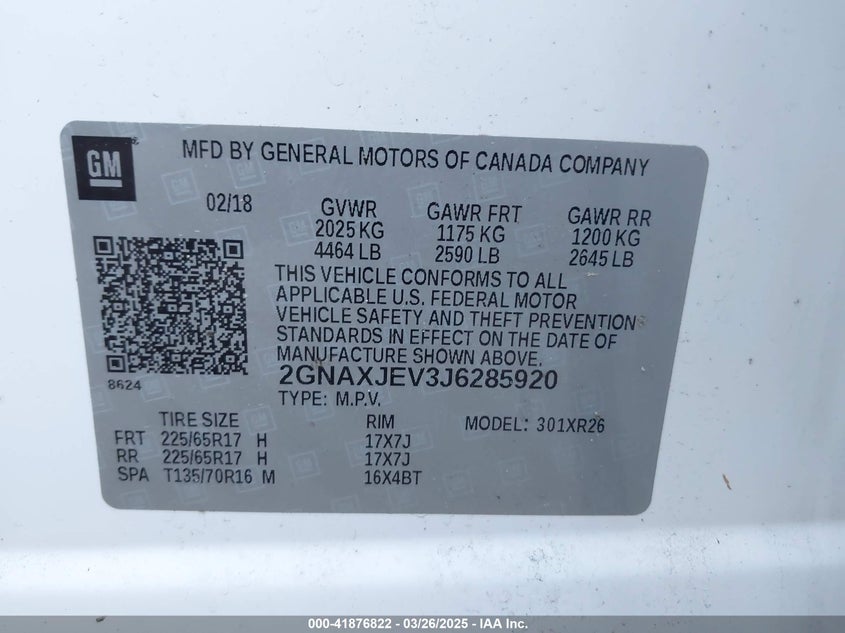 GM ®
MFD BY GENERAL MOTORS OF CANADA COMPANY
02/18 GVWR GAWR FRT GAWR RR
2025 KG 1175 KG 1200 KG
4464 LB 2590 LB 2645 LB
THIS VEHICLE CONFORMS TO ALL
APPLICABLE U.S. FEDERAL MOTOR
VEHICLE SAFETY AND THEFT PREVENTION
STANDARDS IN EFFECT ON THE DATE OF
MANUFACTURE SHOWN ABOVE.
2GNAXJEV3J6285920
8624
TYPE: M.P.V.
TIRE SIZE RIM MODEL: 301XR26
FRT 225/65R17 H 17X7J
RR 225/65R17 H 17X7J
SPA T135/70R16 M 16X4BT
000-41876822 - 03/26/2025 - IAA Inc.